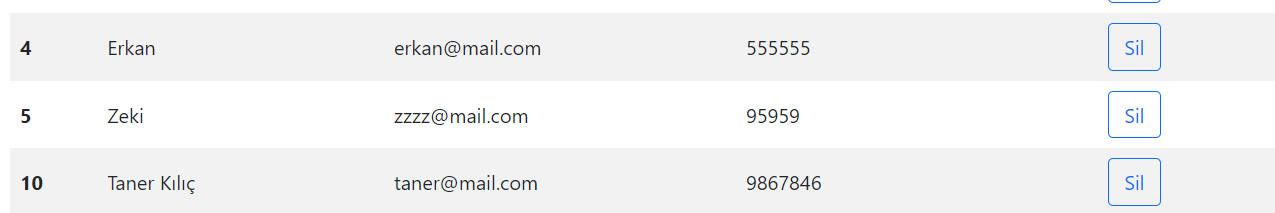 4 Erkan erkan@mail.com 555555 Sil
5 Zeki zzzz@mail.com 95959 Sil
10 Taner Kılıç taner@mail.com 9867846 Sil